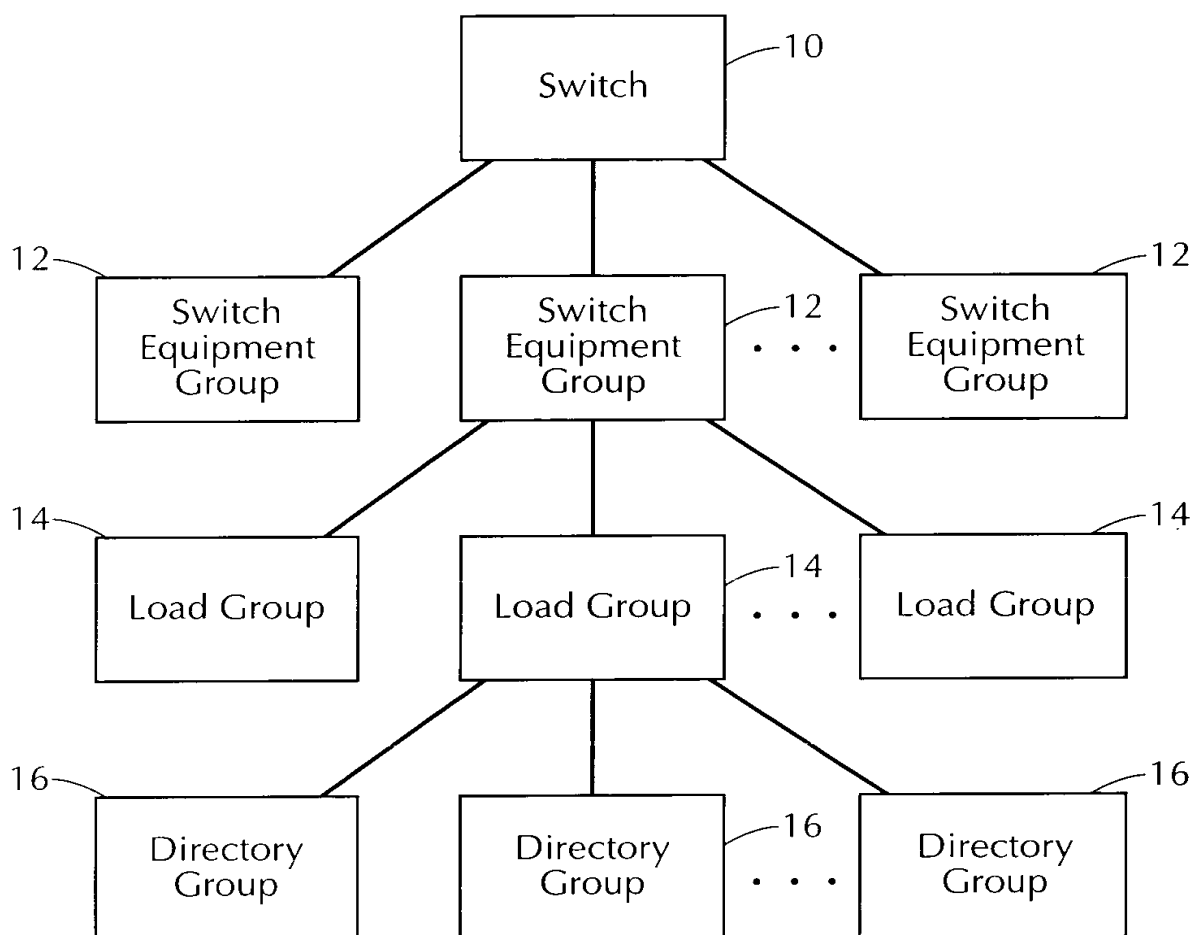 10
Switch
12
12
12
Switch
Equipment
Group
Switch
Equipment
Group
Switch
Equipment
Group
14
14
14
Load Group
Load Group
Load Group
16
16
16
Directory
Group
Directory
Group
Directory
Group